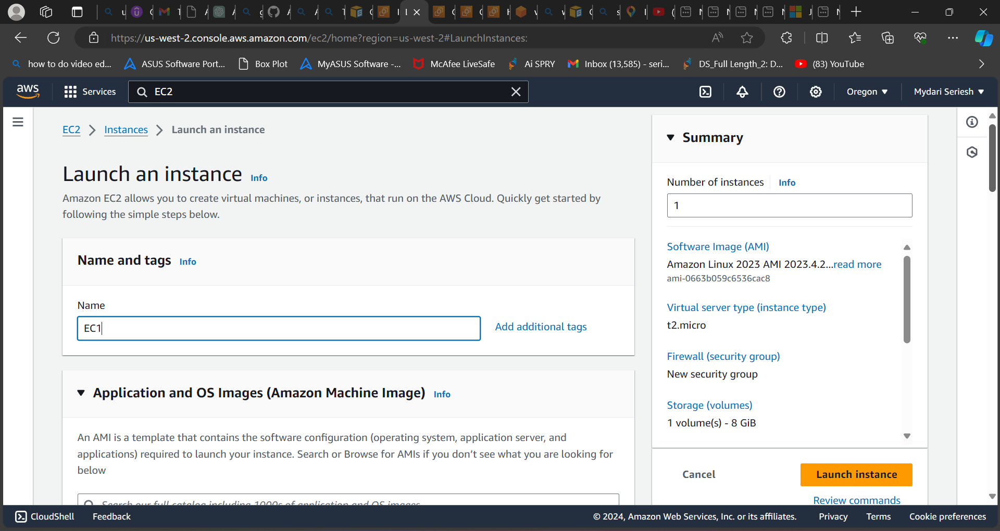 https://us-west-2.console.aws.amazon.com/ec2/home?region=us-west-2#LaunchInstances:
how to do video ed... ASUS Software Port... Box Plot MyASUS Software -... McAfee LiveSafe Ai SPRY Inbox (13,585) - seri... DS_Full Length_2: D... (83) YouTube
aws Services EC2 Oregon Mydari Seriesh
EC2 Instances Launch an instance
Launch an instance Info
Amazon EC2 allows you to create virtual machines, or instances, that run on the AWS Cloud. Quickly get started by
following the simple steps below.
Name and tags Info
Name
EC1
Add additional tags
Application and OS Images (Amazon Machine Image) Info
An AMI is a template that contains the software configuration (operating system, application server, and
applications) required to launch your instance. Search or Browse for AMIs if you don’t see what you are looking for
below
Search our full catalog including 1000s of application and OS images
Summary
Number of instances Info
1
Software Image (AMI)
Amazon Linux 2023 AMI 2023.4.2...read more
ami-0663b059c6536cac8
Virtual server type (instance type)
t2.micro
Firewall (security group)
New security group
Storage (volumes)
1 volume(s) - 8 GiB
Cancel Launch instance
Review commands
CloudShell Feedback © 2024, Amazon Web Services, Inc. or its affiliates. Privacy Terms Cookie preferences